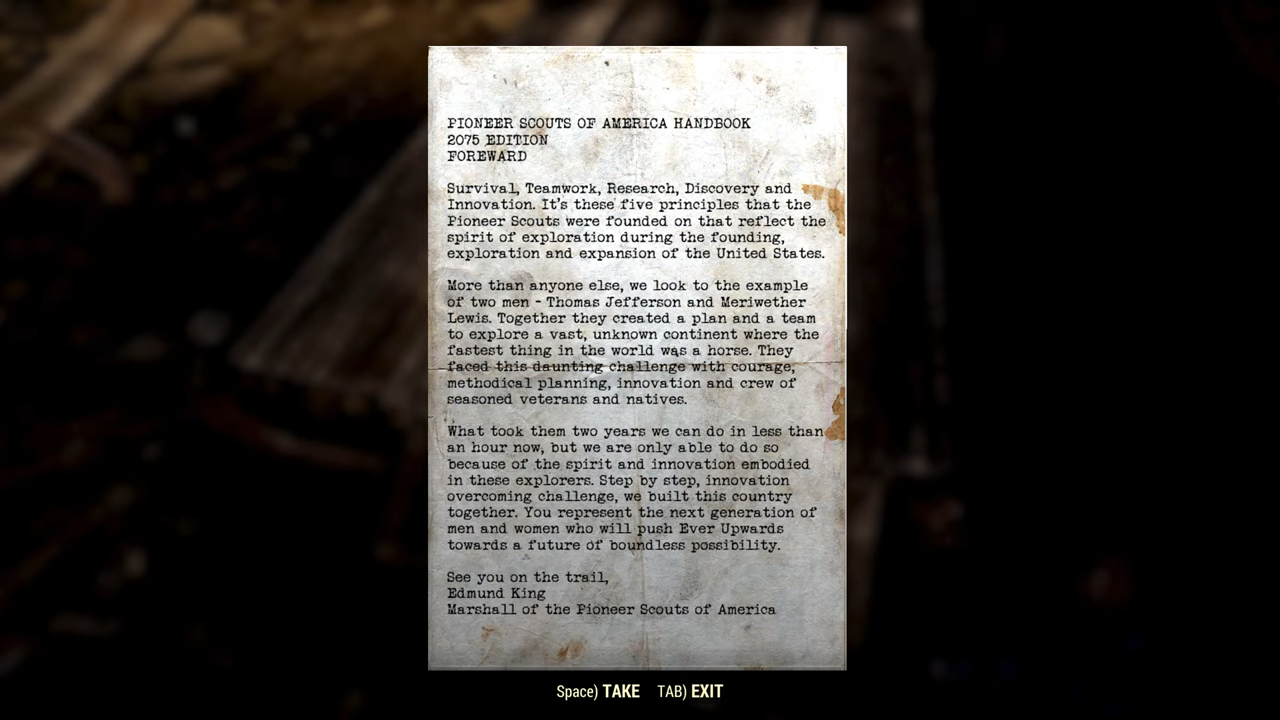 PIONEER SCOUTS OF AMERICA HANDBOOK
2075 EDITION
FOREWARD
Survival, Teamwork, Research, Discovery and
Innovation. It's these five principles that the
Pioneer Scouts were founded on that reflect the
spirit of exploration during the founding,
exploration and expansion of the United States.
More than anyone else, we look to the example
of two men - Thomas Jefferson and Meriwether
Lewis. Together they created a plan and a team
to explore a vast, unknown continent where the
fastest thing in the world was a horse. They
faced this daunting challenge with courage,
methodical planning, innovation and crew of
seasoned veterans and natives.
What took them two years we can do in less than
an hour now, but we are only able to do so
because of the spirit and innovation embodied
in these explorers. Step by step, innovation
overcoming challenge, we built this country
together. You represent the next generation of
men and women who will push Ever Upwards
towards a future of boundless possibility.
See you on the trail,
Edmund King
Marshall of the Pioneer Scouts of America
Space) TAKE TAB) EXIT